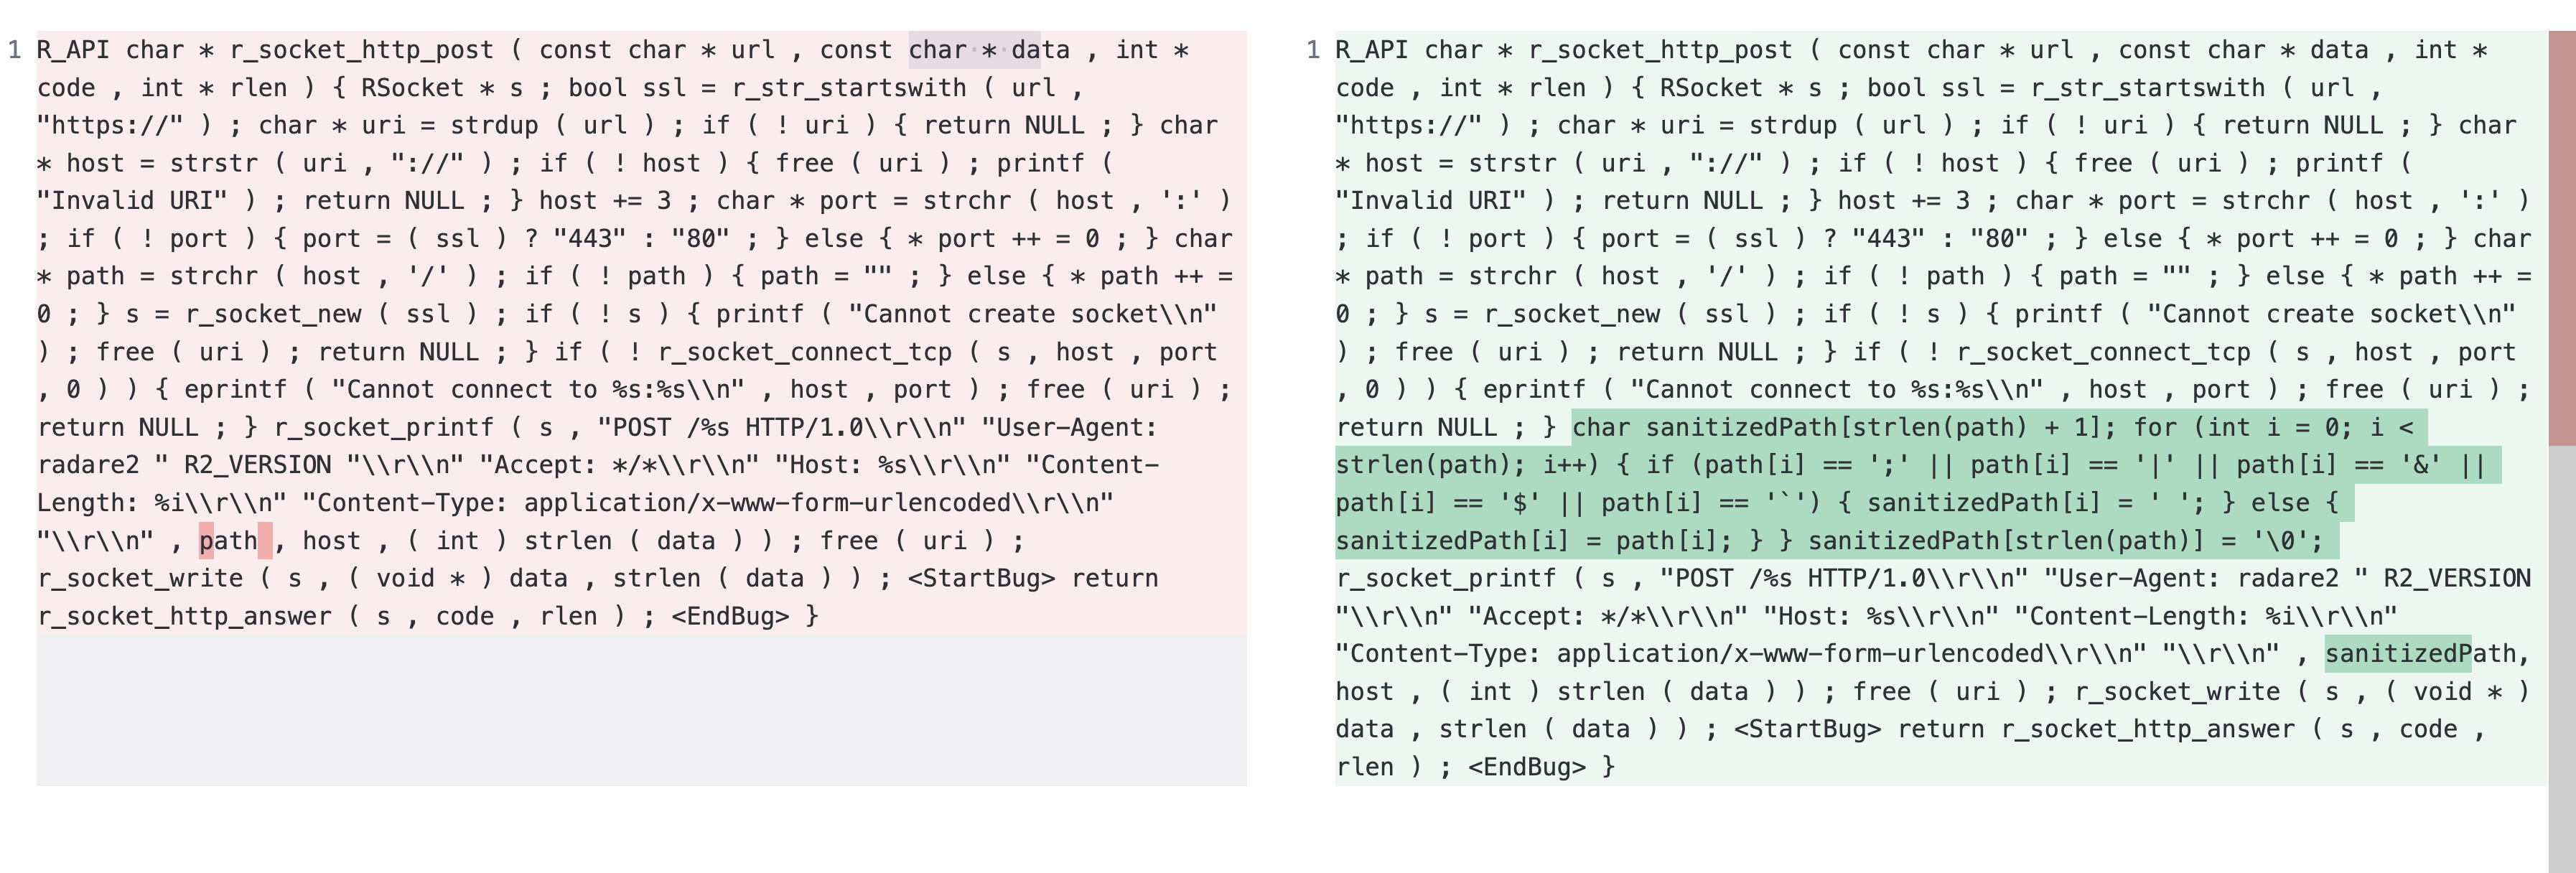 1 R_API char * r_socket_http_post ( const char * url , const char * data , int *
code , int * rlen ) { RSocket * s ; bool ssl = r_str_startswith ( url ,
"https://" ) ; char * uri = strdup ( url ) ; if ( ! uri ) { return NULL ; } char
* host = strstr ( uri , "://" ) ; if ( ! host ) { free ( uri ) ; printf (
"Invalid URI" ) ; return NULL ; } host += 3 ; char * port = strchr ( host , ':' )
; if ( ! port ) { port = ( ssl ) ? "443" : "80" ; } else { * port ++ = 0 ; } char
* path = strchr ( host , '/' ) ; if ( ! path ) { path = "" ; } else { * path ++ =
0 ; } s = r_socket_new ( ssl ) ; if ( ! s ) { printf ( "Cannot create socket\\n"
) ; free ( uri ) ; return NULL ; } if ( ! r_socket_connect_tcp ( s , host , port
, 0 ) ) { eprintf ( "Cannot connect to %s:%s\\n" , host , port ) ; free ( uri ) ;
return NULL ; } r_socket_printf ( s , "POST /%s HTTP/1.0\\r\\n" "User-Agent:
radare2 " R2_VERSION "\\r\\n" "Accept: */*\\r\\n" "Host: %s\\r\\n" "Content-
Length: %i\\r\\n" "Content-Type: application/x-www-form-urlencoded\\r\\n"
"\\r\\n" , path , host , ( int ) strlen ( data ) ) ; free ( uri ) ;
r_socket_write ( s , ( void * ) data , strlen ( data ) ) ; <StartBug> return
r_socket_http_answer ( s , code , rlen ) ; <EndBug> }
1 R_API char * r_socket_http_post ( const char * url , const char * data , int *
code , int * rlen ) { RSocket * s ; bool ssl = r_str_startswith ( url ,
"https://" ) ; char * uri = strdup ( url ) ; if ( ! uri ) { return NULL ; } char
* host = strstr ( uri , "://" ) ; if ( ! host ) { free ( uri ) ; printf (
"Invalid URI" ) ; return NULL ; } host += 3 ; char * port = strchr ( host , ':' )
; if ( ! port ) { port = ( ssl ) ? "443" : "80" ; } else { * port ++ = 0 ; } char
* path = strchr ( host , '/' ) ; if ( ! path ) { path = "" ; } else { * path ++ =
0 ; } s = r_socket_new ( ssl ) ; if ( ! s ) { printf ( "Cannot create socket\\n"
) ; free ( uri ) ; return NULL ; } if ( ! r_socket_connect_tcp ( s , host , port
, 0 ) ) { eprintf ( "Cannot connect to %s:%s\\n" , host , port ) ; free ( uri ) ;
return NULL ; } char sanitizedPath[strlen(path) + 1]; for (int i = 0; i <
strlen(path); i++) { if (path[i] == ';' || path[i] == '|' || path[i] == '&' ||
path[i] == '$' || path[i] == '`') { sanitizedPath[i] = ' '; } else {
sanitizedPath[i] = path[i]; } } sanitizedPath[strlen(path)] = '\0';
r_socket_printf ( s , "POST /%s HTTP/1.0\\r\\n" "User-Agent: radare2 " R2_VERSION
"\\r\\n" "Accept: */*\\r\\n" "Host: %s\\r\\n" "Content-Length: %i\\r\\n"
"Content-Type: application/x-www-form-urlencoded\\r\\n" "\\r\\n" , sanitizedPath,
host , ( int ) strlen ( data ) ) ; free ( uri ) ; r_socket_write ( s , ( void * )
data , strlen ( data ) ) ; <StartBug> return r_socket_http_answer ( s , code ,
rlen ) ; <EndBug> }